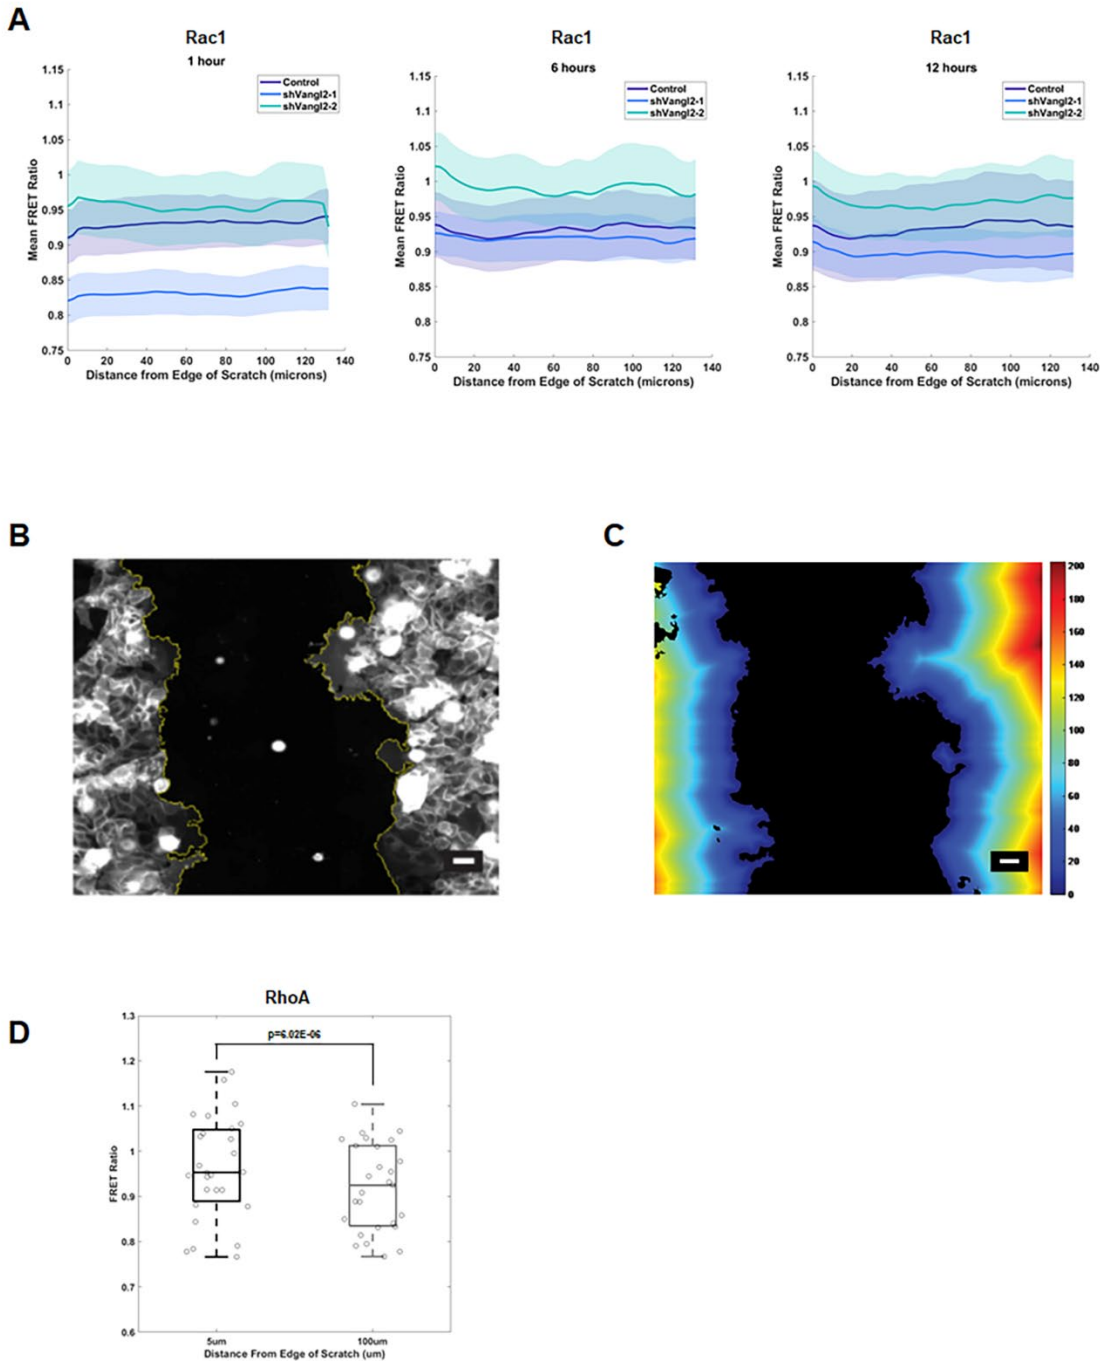 A
Rac1
1 hour
1.15
1.1
1.05
1
0.95
0.9
0.85
0.8
0.75
Mean FRET Ratio
Control
shVangl2-1
shVangl2-2
0 20 40 60 80 100 120 140
Distance from Edge of Scratch (microns)
Rac1
6 hours
1.15
1.1
1.05
1
0.95
0.9
0.85
0.8
0.75
Mean FRET Ratio
Control
shVangl2-1
shVangl2-2
0 20 40 60 80 100 120 140
Distance from Edge of Scratch (microns)
Rac1
12 hours
1.15
1.1
1.05
1
0.95
0.9
0.85
0.8
0.75
Mean FRET Ratio
Control
shVangl2-1
shVangl2-2
0 20 40 60 80 100 120 140
Distance from Edge of Scratch (microns)
B
C
200
180
160
140
120
100
80
60
40
20
0
D
RhoA
1.3
1.2
1.1
1
0.9
0.8
0.7
0.6
FRET Ratio
p=6.02E-06
5um 100um
Distance From Edge of Scratch (um)